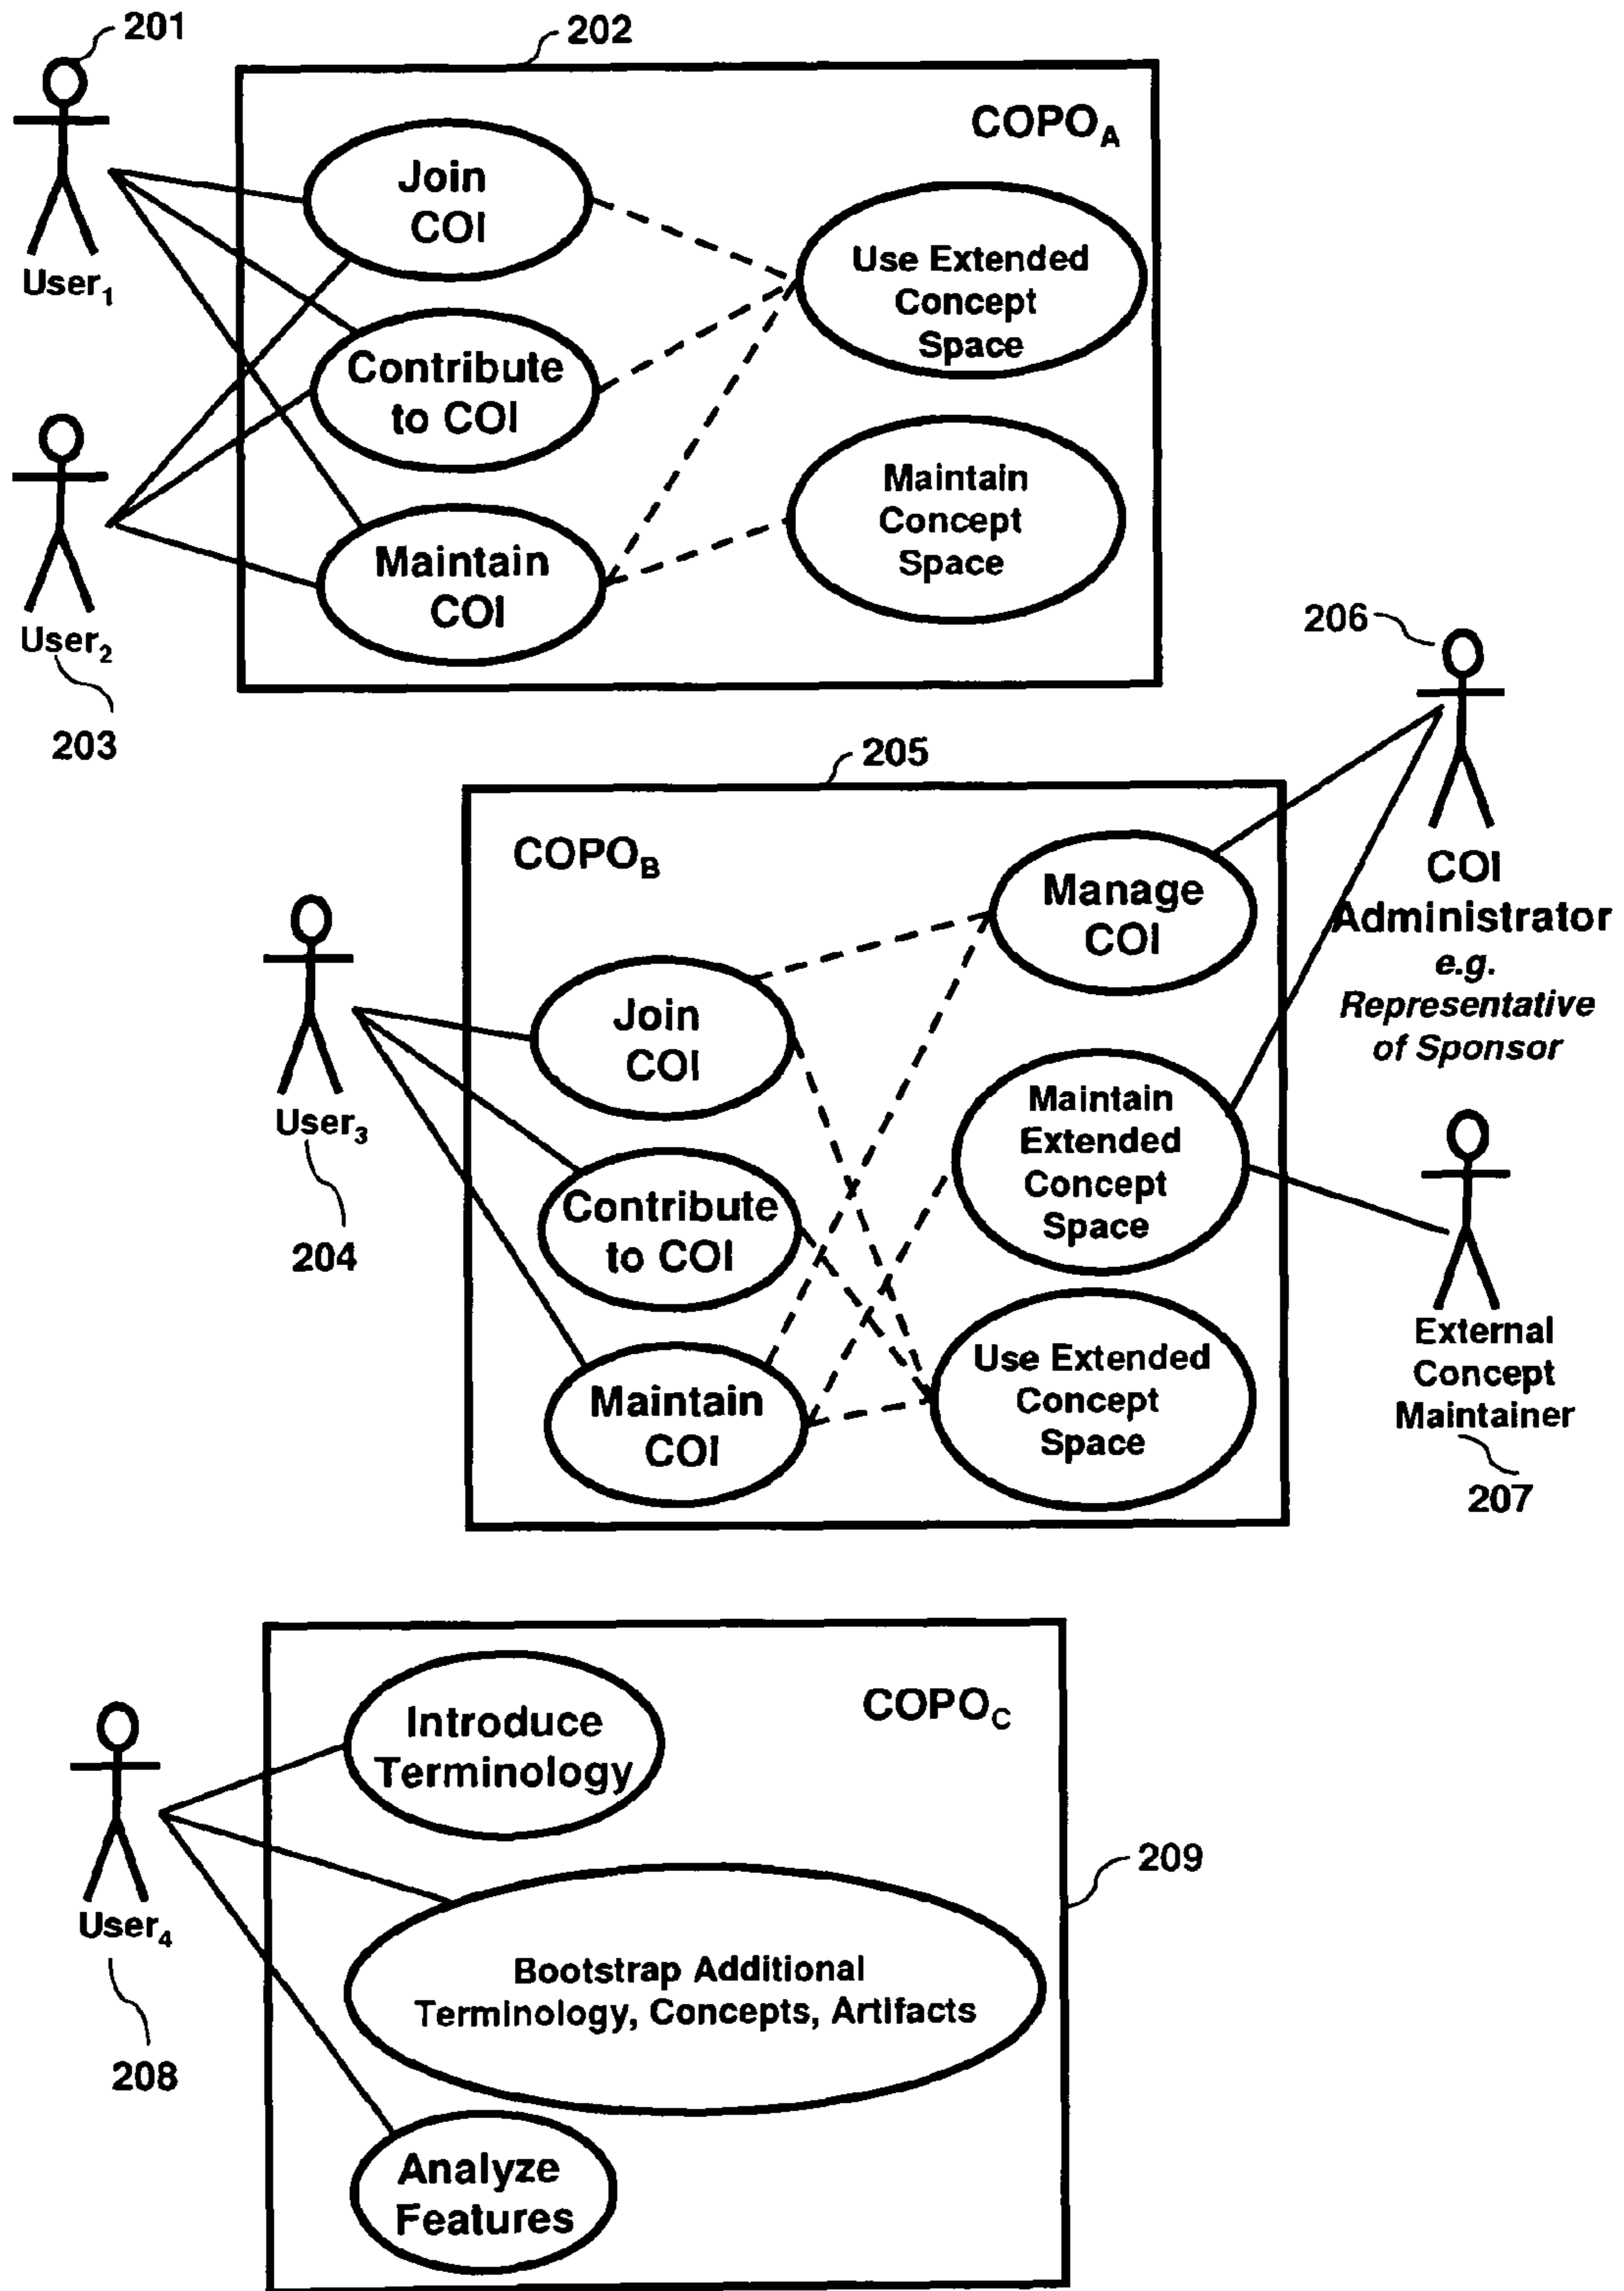 201
202
COPOA
Join
COI
Use Extended
Concept
Space
User1
Contribute
to COI
Maintain
Concept
Space
Maintain
COI
User2
203
206
205
COPOB
Manage
COI
COI
Administrator
e.g.
Representative
of Sponsor
Join
COI
Maintain
Extended
Concept
Space
User3
204
Contribute
to COI
Use Extended
Concept
Space
Maintain
COI
External
Concept
Maintainer
207
COPOC
Introduce
Terminology
209
User4
208
Bootstrap Additional
Terminology, Concepts, Artifacts
Analyze
Features